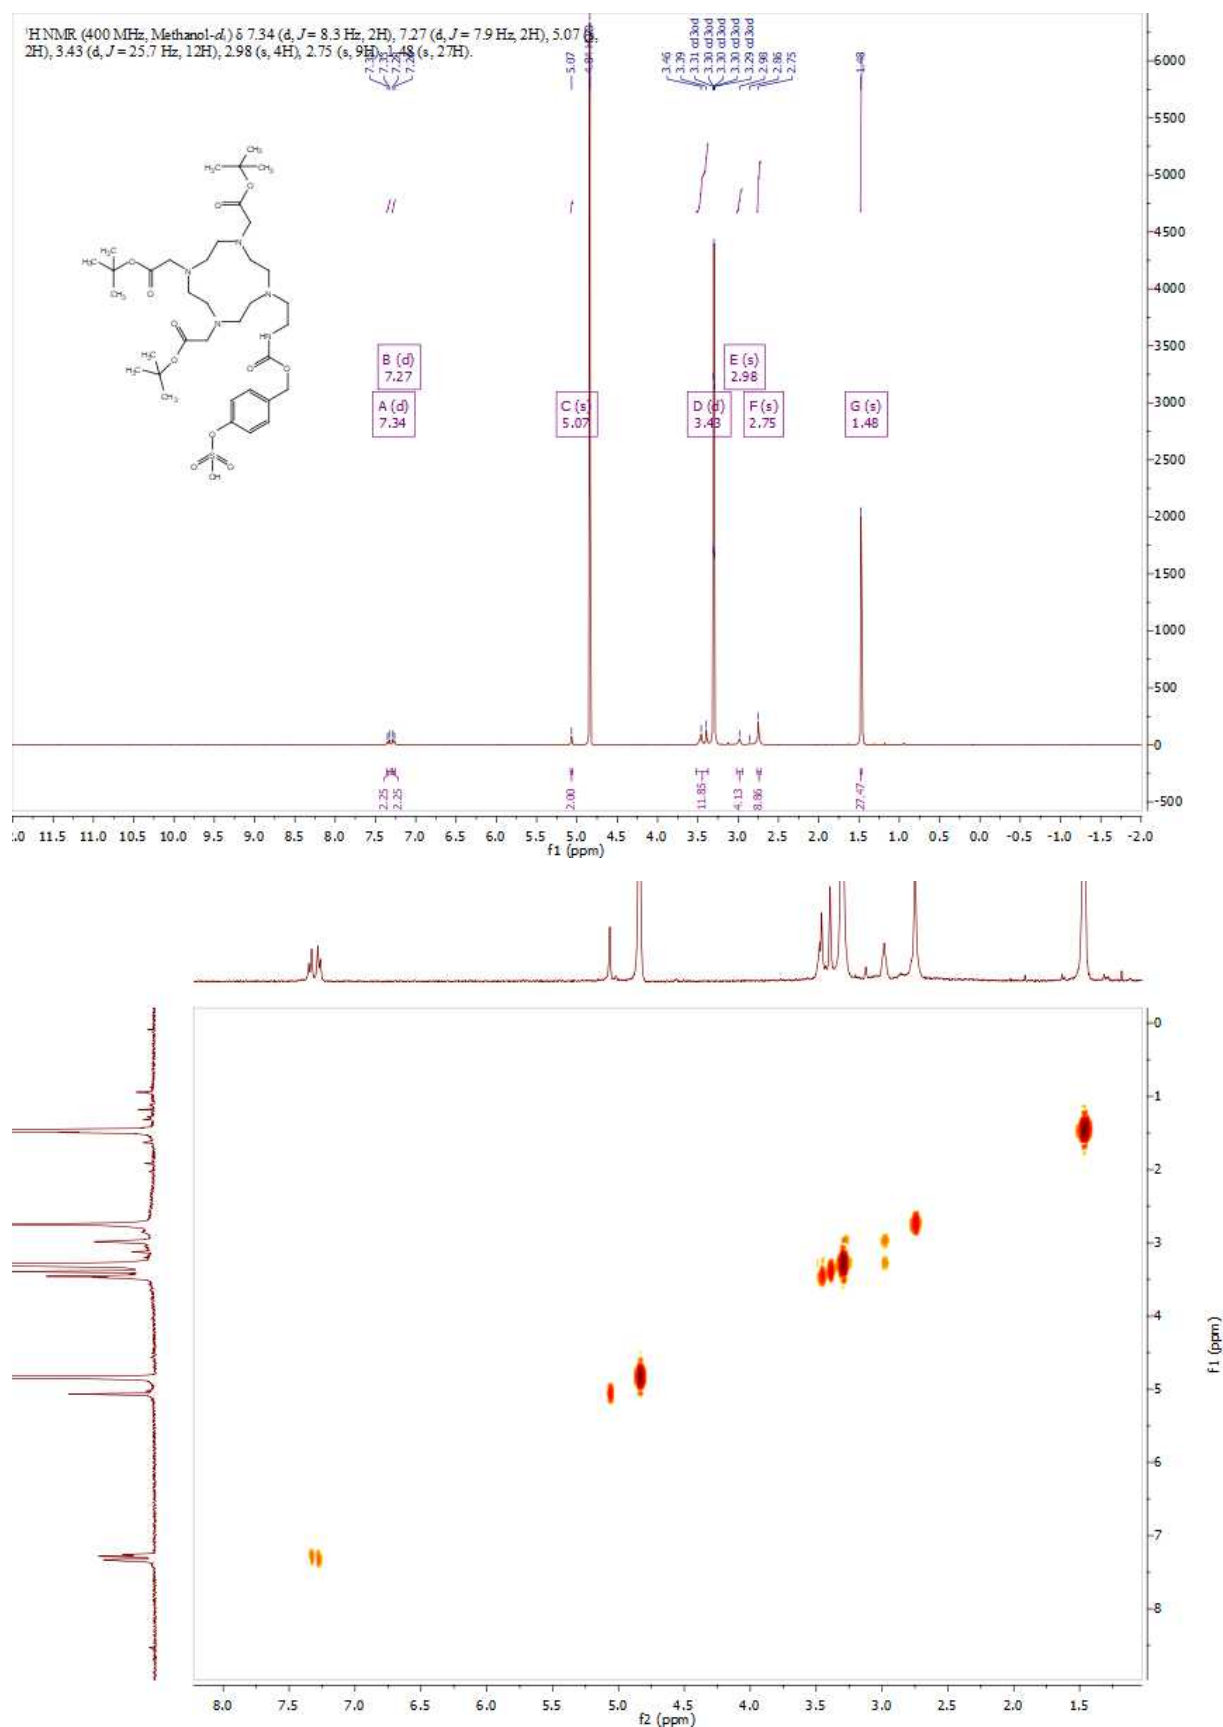 ¹H NMR (400 MHz, Methanol-d₄) δ 7.34 (d, J = 8.3 Hz, 2H), 7.27 (d, J = 7.9 Hz, 2H), 5.07 (s,
2H), 3.43 (d, J = 25.7 Hz, 12H), 2.98 (s, 4H), 2.75 (s, 9H), 1.48 (s, 27H).
5.07
3.46
3.39
3.31 cd3od
3.30 cd3od
3.30 cd3od
3.30 cd3od
3.29 cd3od
2.98
2.86
2.75
1.48
CH₃
H₃C
CH₃
O
O
N
H₃C
H₃C
CH₃
O
O
N
N
N
O
O
H₃C
H₃C
CH₃
HN
O
O
O
O
S
O
OH
B (d)
7.27
E (s)
2.98
A (d)
7.34
C (s)
5.07
D (d)
3.43
F (s)
2.75
G (s)
1.48
6000
5500
5000
4500
4000
3500
3000
2500
2000
1500
1000
500
0
-500
2.25
2.25
2.00
11.85
4.13
8.86
27.47
.0 11.5 11.0 10.5 10.0 9.5 9.0 8.5 8.0 7.5 7.0 6.5 6.0 5.5 5.0 4.5 4.0 3.5 3.0 2.5 2.0 1.5 1.0 0.5 0.0 -0.5 -1.0 -1.5 -2.0
f1 (ppm)
0
1
2
3
4
5
6
7
8
f1 (ppm)
8.0 7.5 7.0 6.5 6.0 5.5 5.0 4.5 4.0 3.5 3.0 2.5 2.0 1.5
f2 (ppm)